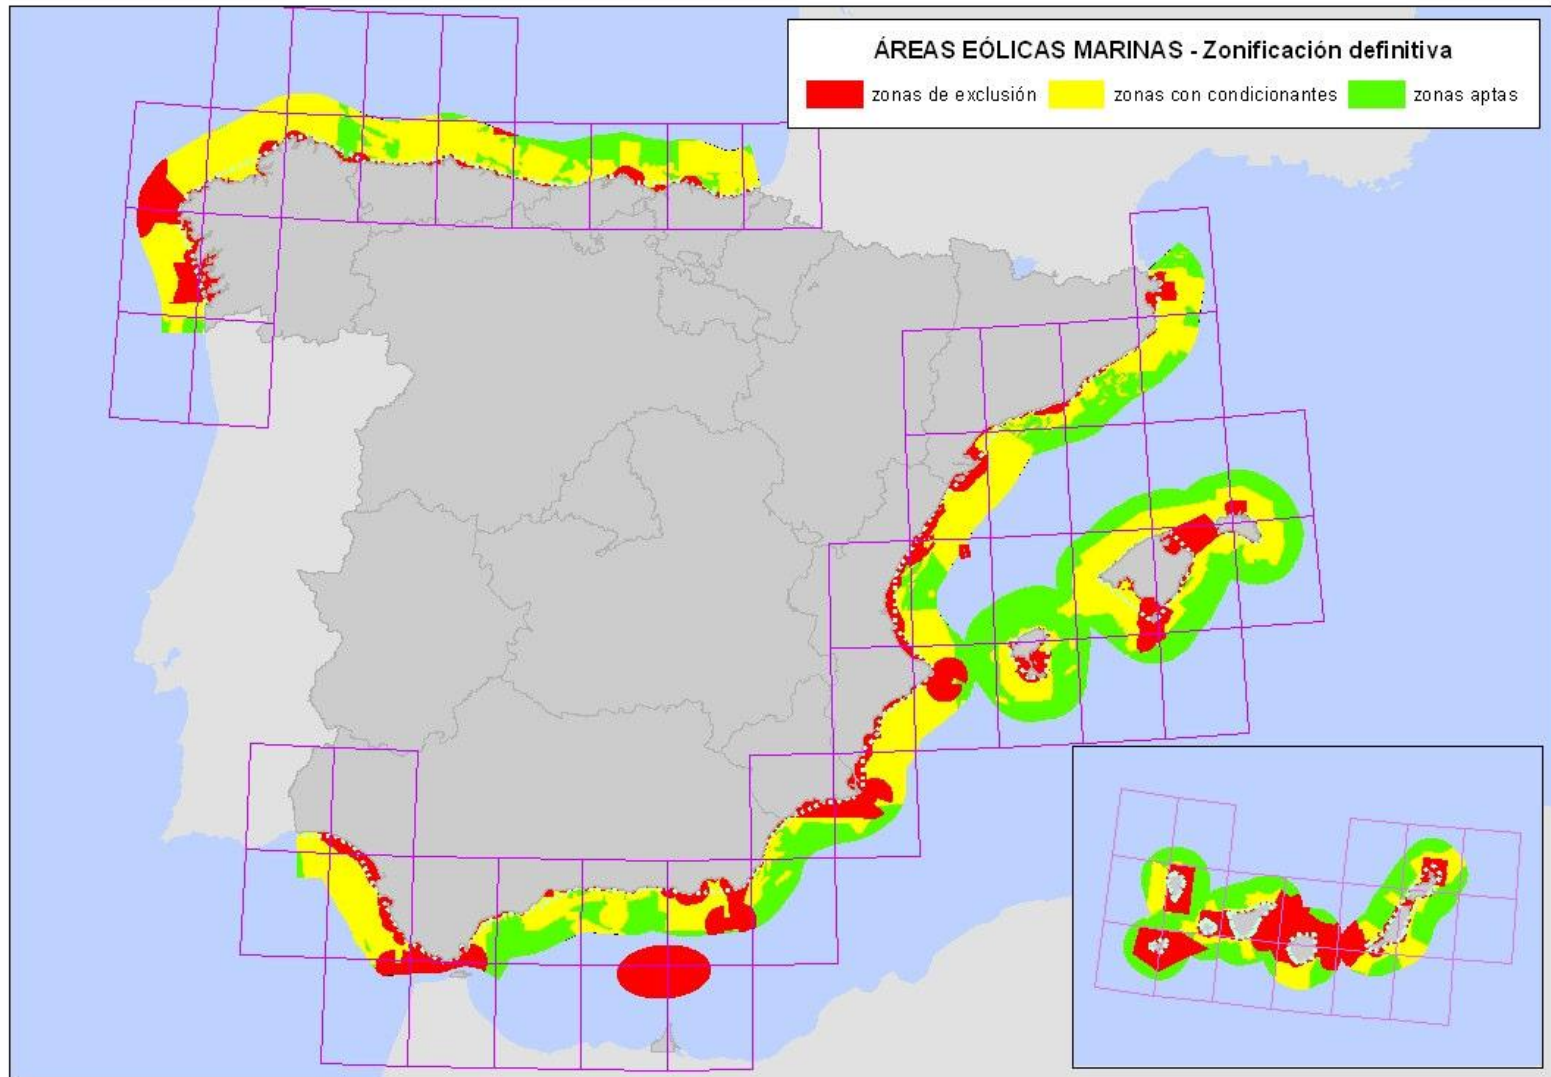 ÁREAS EÓLICAS MARINAS - Zonificación definitiva
zonas de exclusión zonas con condicionantes zonas aptas